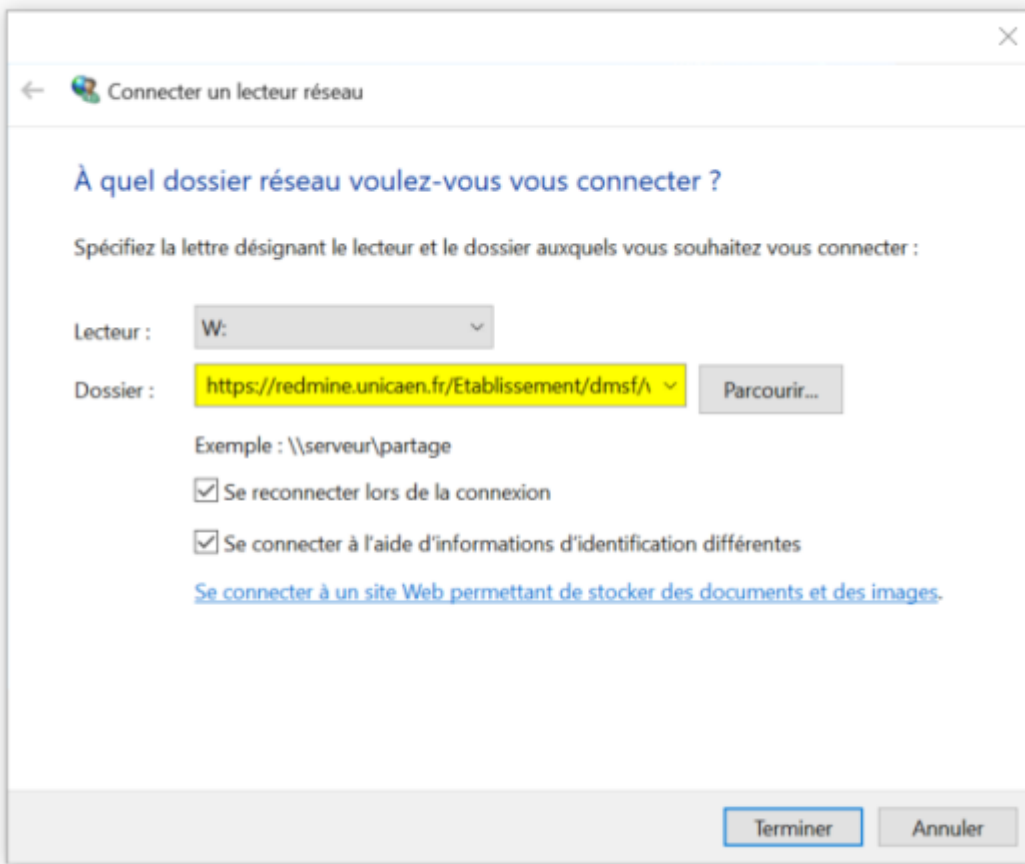 Connecter un lecteur réseau
À quel dossier réseau voulez-vous vous connecter ?
Spécifiez la lettre désignant le lecteur et le dossier auxquels vous souhaitez vous connecter :
Lecteur : W:
Dossier : https://redmine.unicaen.fr/Etablissement/dmsf/ Parcourir...
Exemple : \\serveur\partage
Se reconnecter lors de la connexion
Se connecter à l'aide d'informations d'identification différentes
Se connecter à un site Web permettant de stocker des documents et des images.
Terminer Annuler